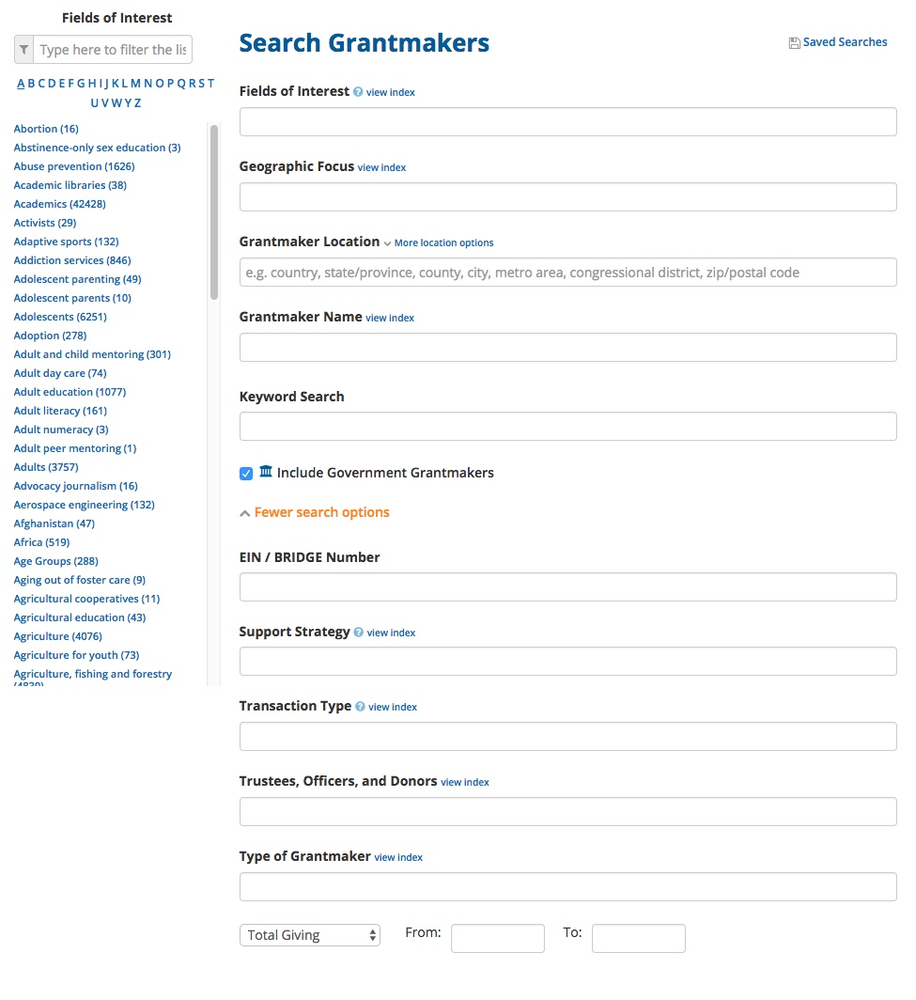 Fields of Interest
Type here to filter the lis
A B C D E F G H I J K L M N O P Q R S T
U V W Y Z
Abortion (16)
Abstinence-only sex education (3)
Abuse prevention (1626)
Academic libraries (38)
Academics (42428)
Activists (29)
Adaptive sports (132)
Addiction services (846)
Adolescent parenting (49)
Adolescent parents (10)
Adolescents (6251)
Adoption (278)
Adult and child mentoring (301)
Adult day care (74)
Adult education (1077)
Adult literacy (161)
Adult numeracy (3)
Adult peer mentoring (1)
Adults (3757)
Advocacy journalism (16)
Aerospace engineering (132)
Afghanistan (47)
Africa (519)
Age Groups (288)
Aging out of foster care (9)
Agricultural cooperatives (11)
Agricultural education (43)
Agriculture (4076)
Agriculture for youth (73)
Agriculture, fishing and forestry
(4830)
Search Grantmakers
Saved Searches
Fields of Interest ? view index
Geographic Focus view index
Grantmaker Location More location options
e.g. country, state/province, county, city, metro area, congressional district, zip/postal code
Grantmaker Name view index
Keyword Search
Include Government Grantmakers
Fewer search options
EIN / BRIDGE Number
Support Strategy ? view index
Transaction Type ? view index
Trustees, Officers, and Donors view index
Type of Grantmaker view index
Total Giving From: To: